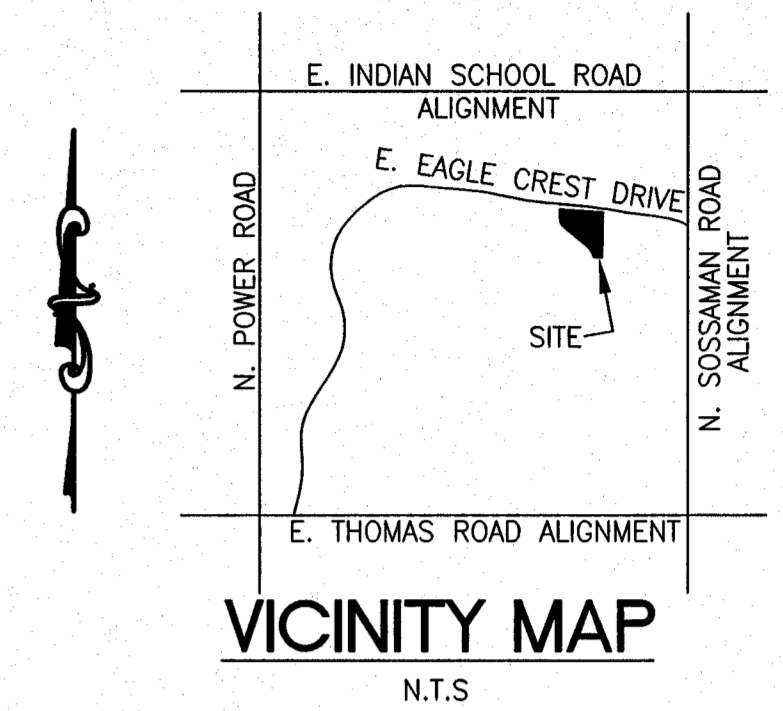 E. INDIAN SCHOOL ROAD
ALIGNMENT
E. EAGLE CREST DRIVE
N. POWER ROAD
N. SOSSAMAN ROAD
ALIGNMENT
SITE
E. THOMAS ROAD ALIGNMENT
VICINITY MAP
N.T.S